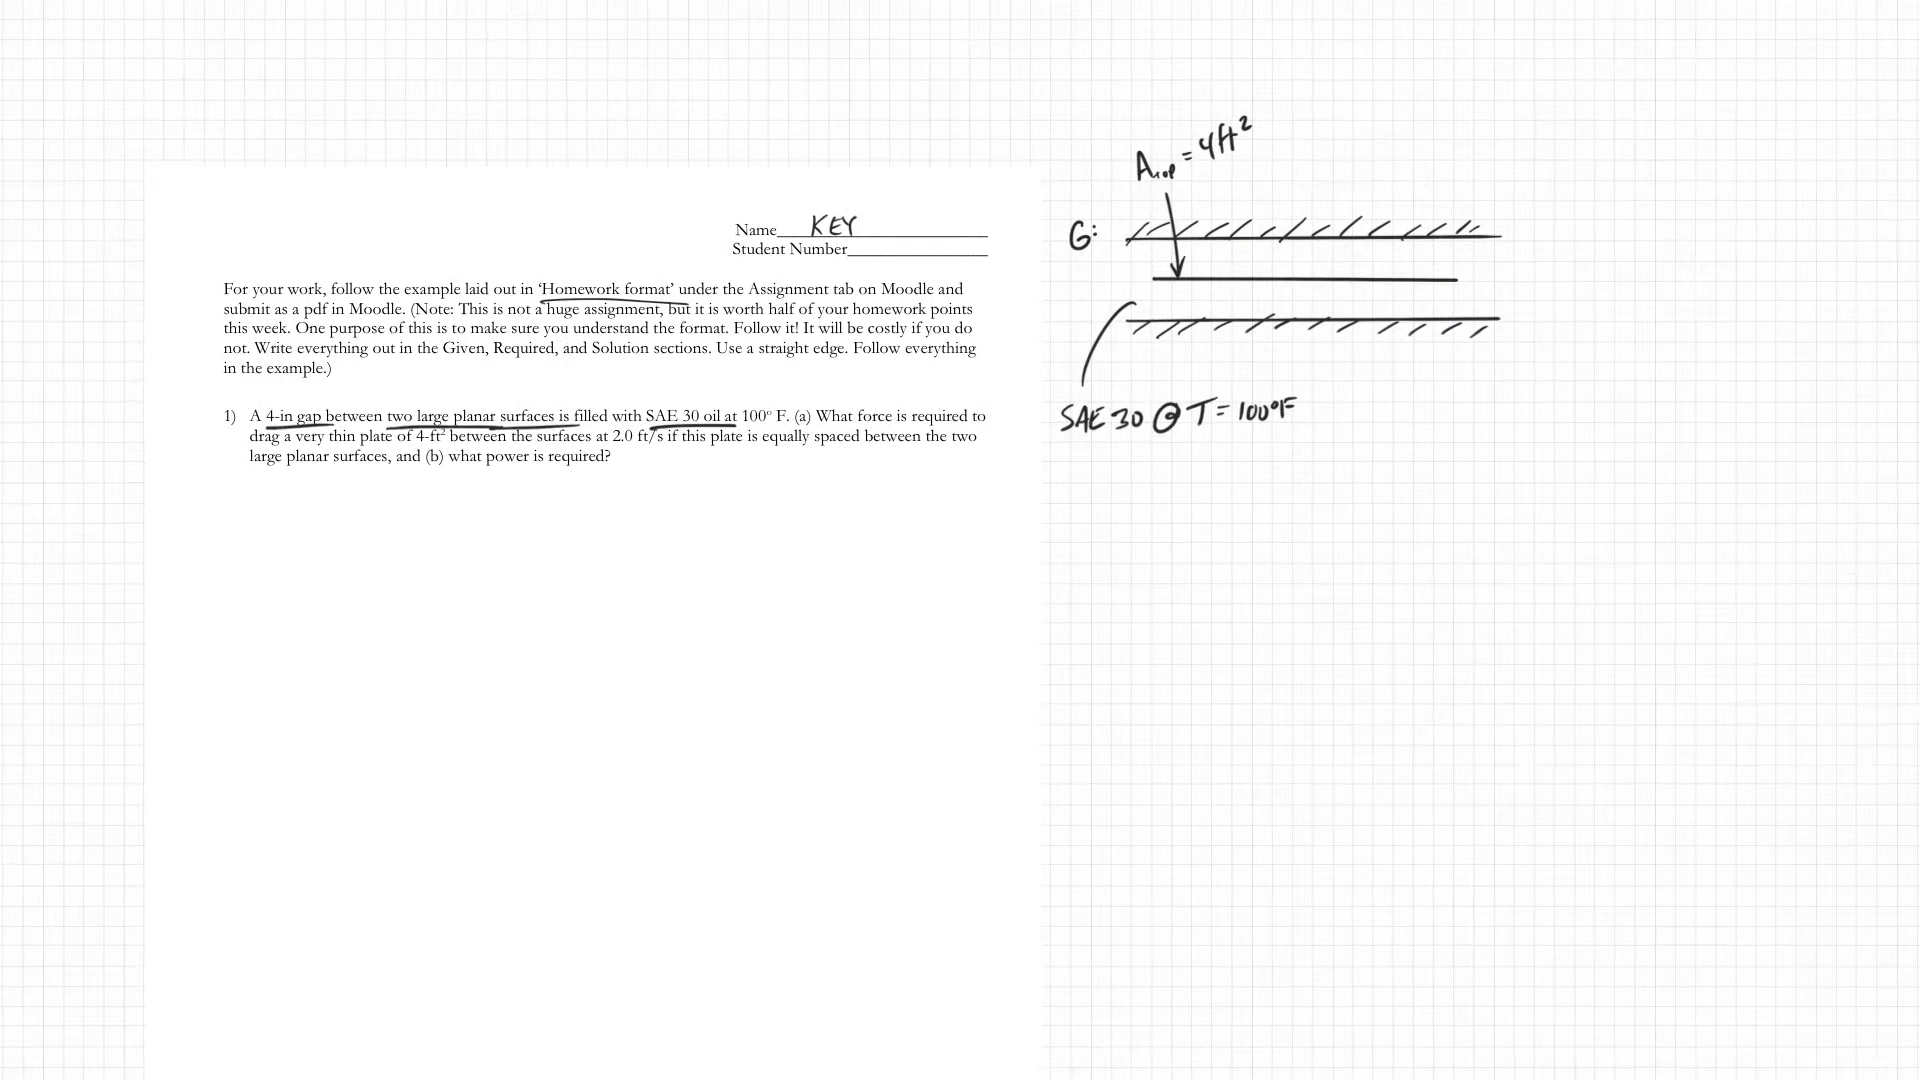 A_top = 4ft²
Name KEY
G:
Student Number
For your work, follow the example laid out in ‘Homework format’ under the Assignment tab on Moodle and
submit as a pdf in Moodle. (Note: This is not a huge assignment, but it is worth half of your homework points
this week. One purpose of this is to make sure you understand the format. Follow it! It will be costly if you do
not. Write everything out in the Given, Required, and Solution sections. Use a straight edge. Follow everything
in the example.)
1) A 4-in gap between two large planar surfaces is filled with SAE 30 oil at 100° F. (a) What force is required to
drag a very thin plate of 4-ft² between the surfaces at 2.0 ft/s if this plate is equally spaced between the two
large planar surfaces, and (b) what power is required?
SAE 30 @ T = 100°F